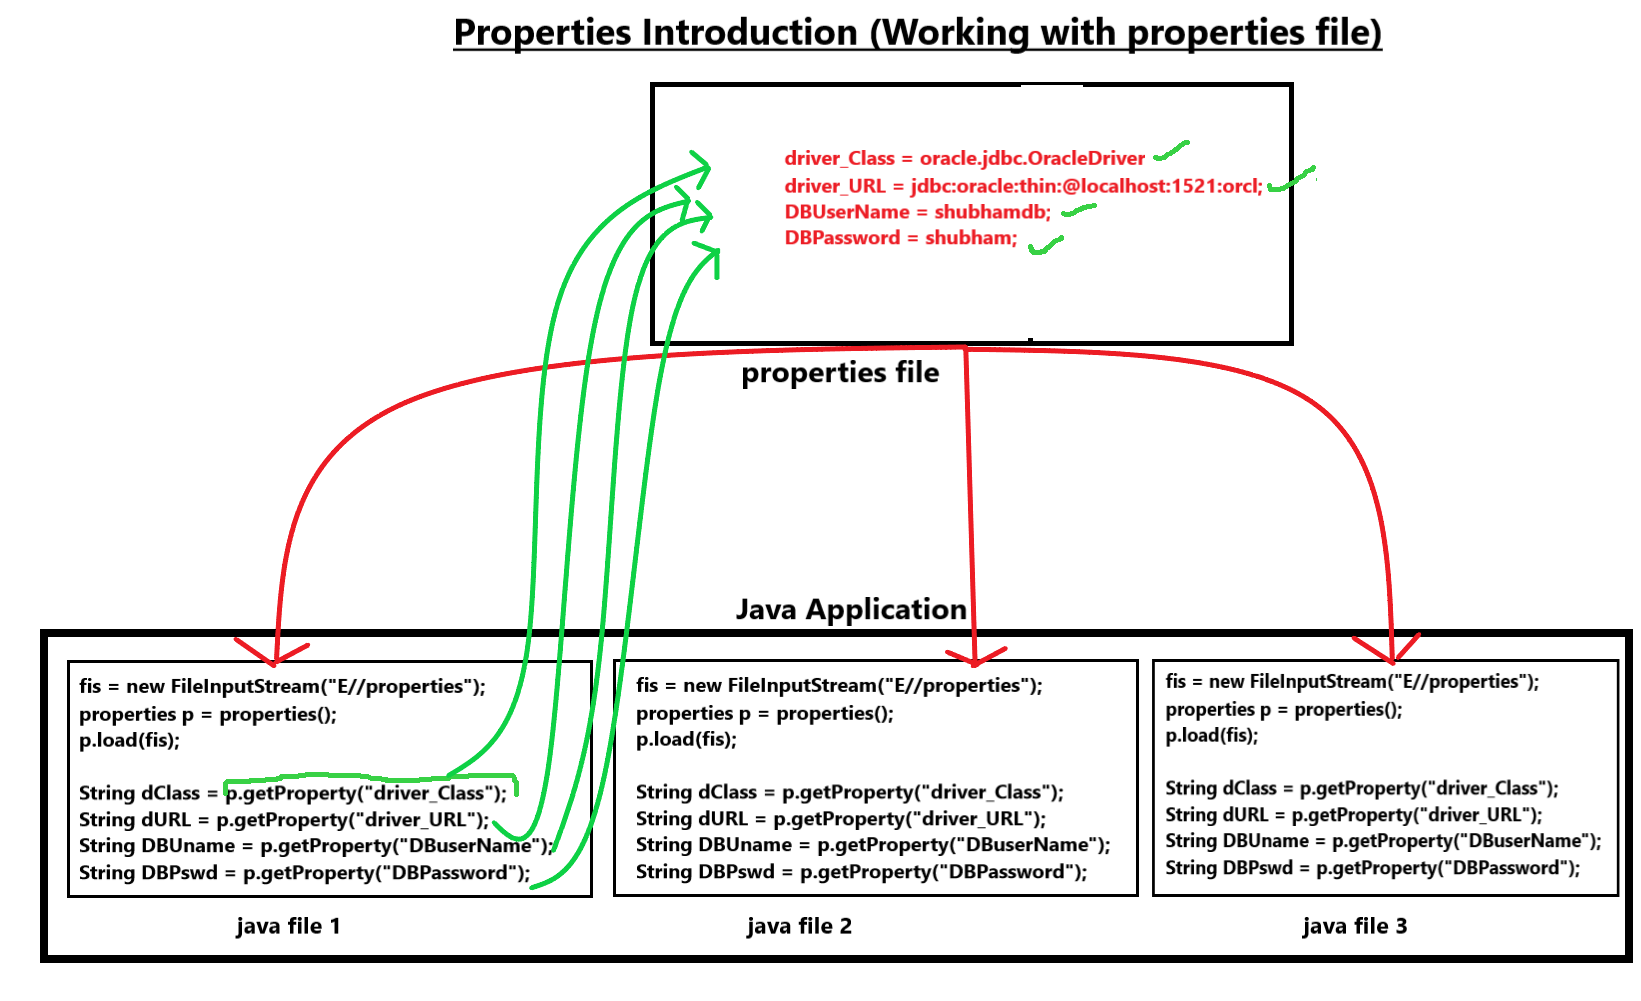 Properties Introduction (Working with properties file)
driver_Class = oracle.jdbc.OracleDriver
driver_URL = jdbc:oracle:thin:@localhost:1521:orcl;
DBUserName = shubhamdb;
DBPassword = shubham;
properties file
Java Application
fis = new FileInputStream("E//properties");
properties p = properties();
p.load(fis);
String dClass = p.getProperty("driver_Class");
String dURL = p.getProperty("driver_URL");
String DBUname = p.getProperty("DBuserName");
String DBPswd = p.getProperty("DBPassword");
java file 1
fis = new FileInputStream("E//properties");
properties p = properties();
p.load(fis);
String dClass = p.getProperty("driver_Class");
String dURL = p.getProperty("driver_URL");
String DBUname = p.getProperty("DBuserName");
String DBPswd = p.getProperty("DBPassword");
java file 2
fis = new FileInputStream("E//properties");
properties p = properties();
p.load(fis);
String dClass = p.getProperty("driver_Class");
String dURL = p.getProperty("driver_URL");
String DBUname = p.getProperty("DBuserName");
String DBPswd = p.getProperty("DBPassword");
java file 3